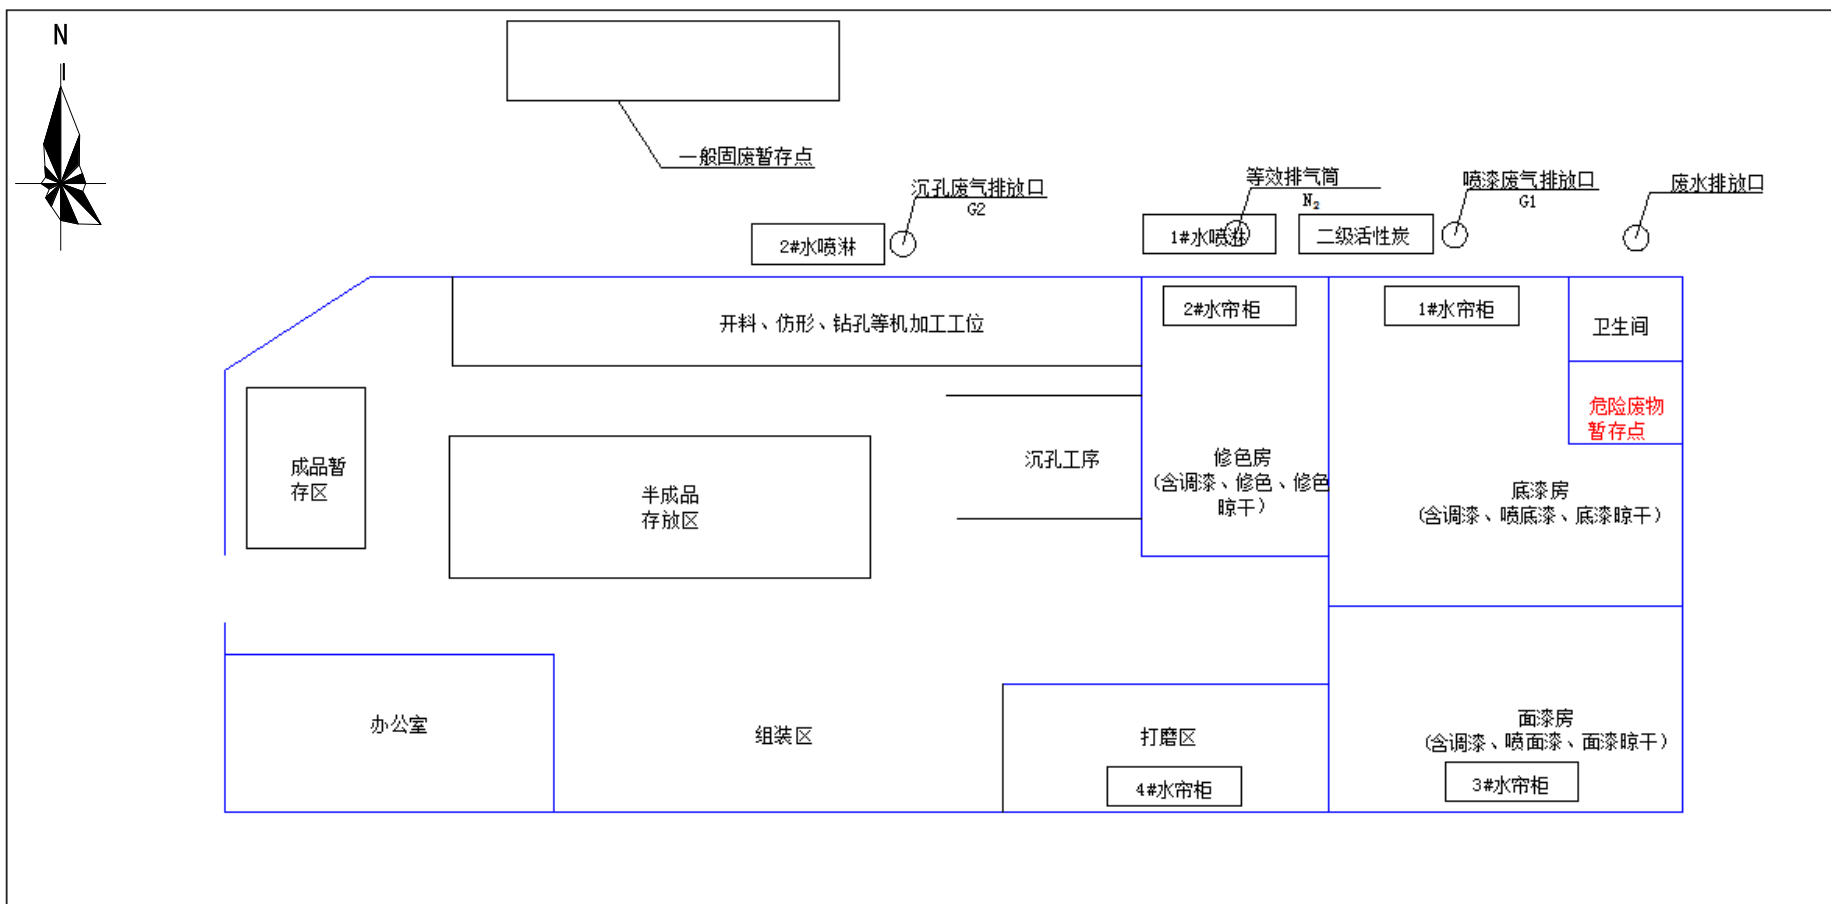 N
一般固废暂存点
沉孔废气排放口
G2
等效排气筒
N₂
喷漆废气排放口
G1
废水排放口
2#水喷淋
1#水喷淋
二级活性炭
开料、仿形、钻孔等机加工工位
2#水帘柜
1#水帘柜
卫生间
危险废物
暂存点
成品暂
存区
半成品
存放区
沉孔工序
修色房
(含调漆、修色、修色
晾干)
底漆房
(含调漆、喷底漆、底漆晾干)
办公室
组装区
打磨区
4#水帘柜
面漆房
(含调漆、喷面漆、面漆晾干)
3#水帘柜